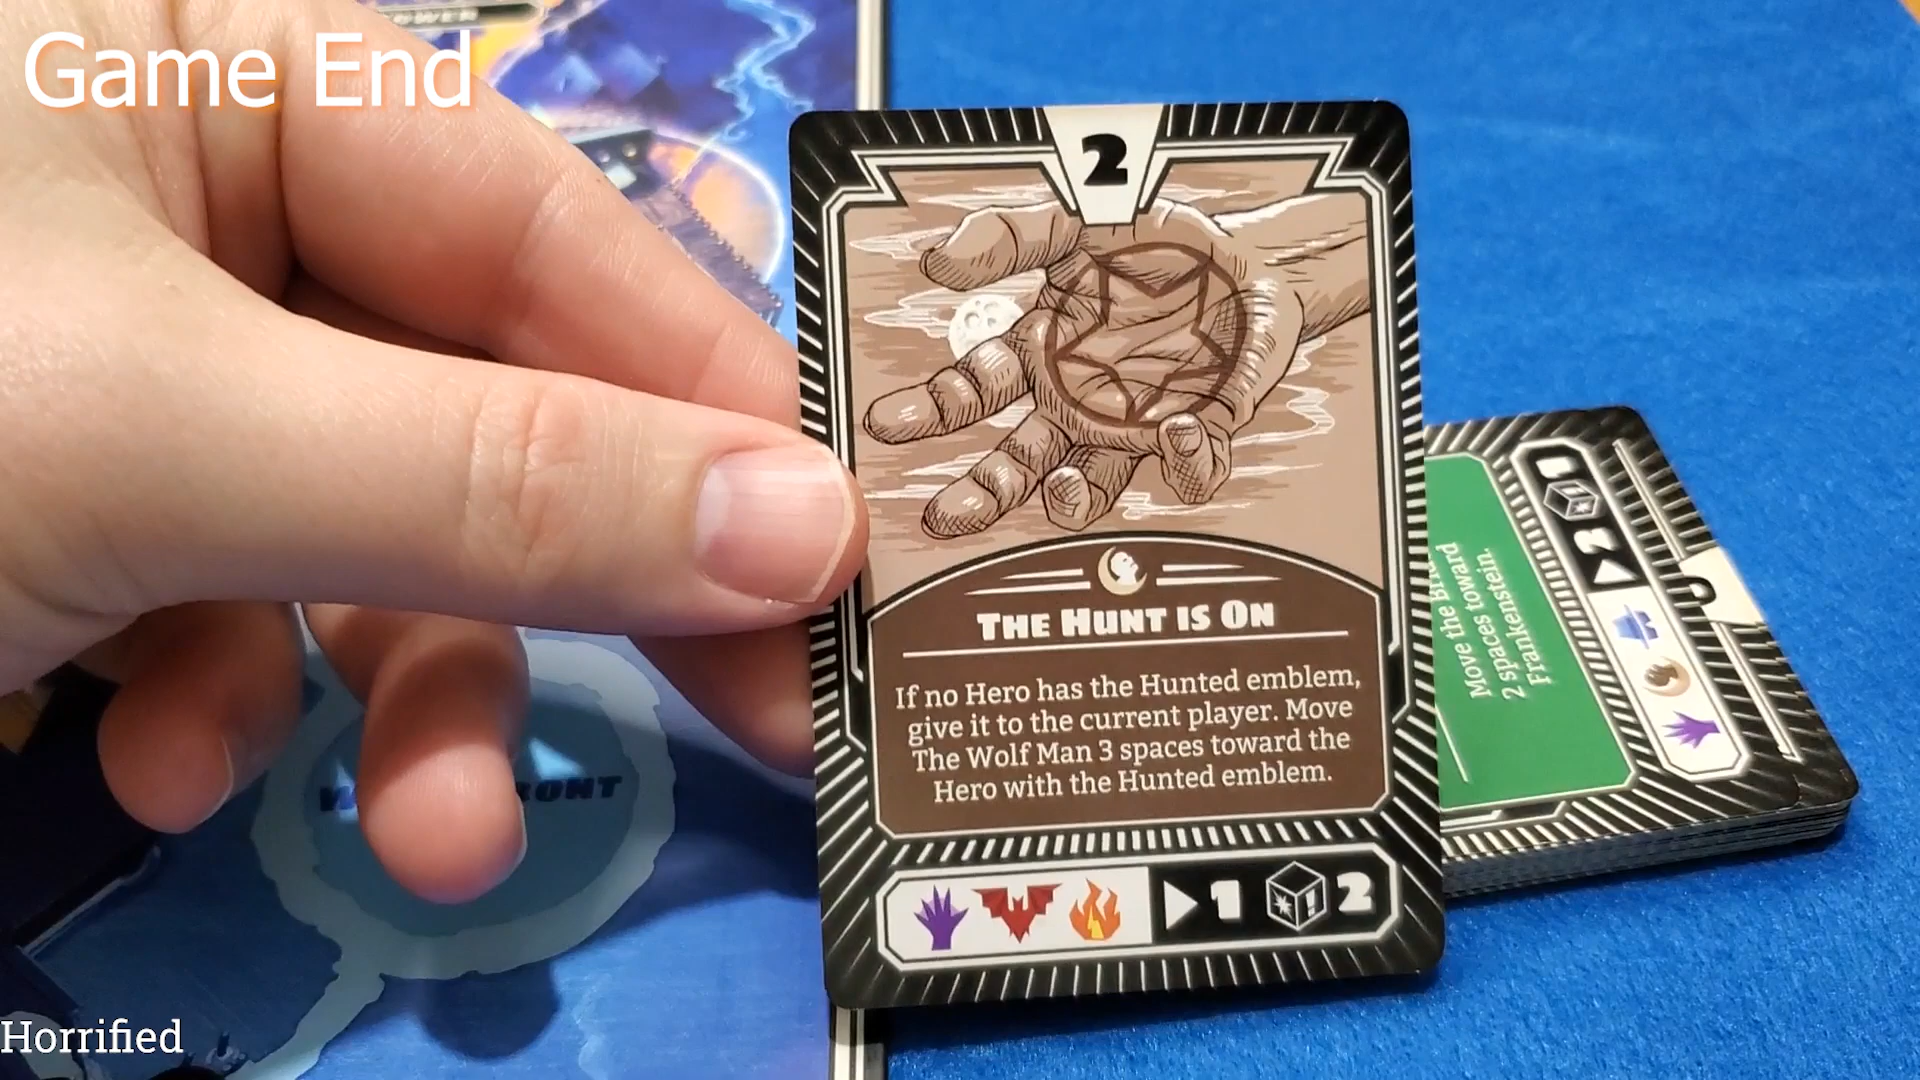 Game End
2
THE HUNT IS ON
If no Hero has the Hunted emblem,
give it to the current player. Move
The Wolf Man 3 spaces toward the
Hero with the Hunted emblem.
1 2
Move the
2 spaces toward
Frankenstein.
2
Horrified